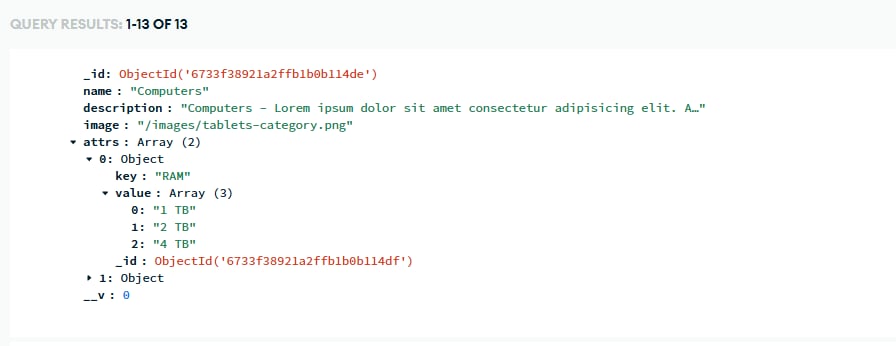 QUERY RESULTS: 1-13 OF 13
_id: ObjectId('6733f38921a2ffb1b0b114de')
name : "Computers"
description : "Computers - Lorem ipsum dolor sit amet consectetur adipisicing elit. A…"
image : "/images/tablets-category.png"
attrs : Array (2)
0: Object
key : "RAM"
value : Array (3)
0: "1 TB"
1: "2 TB"
2: "4 TB"
_id : ObjectId('6733f38921a2ffb1b0b114df')
1: Object
__v : 0